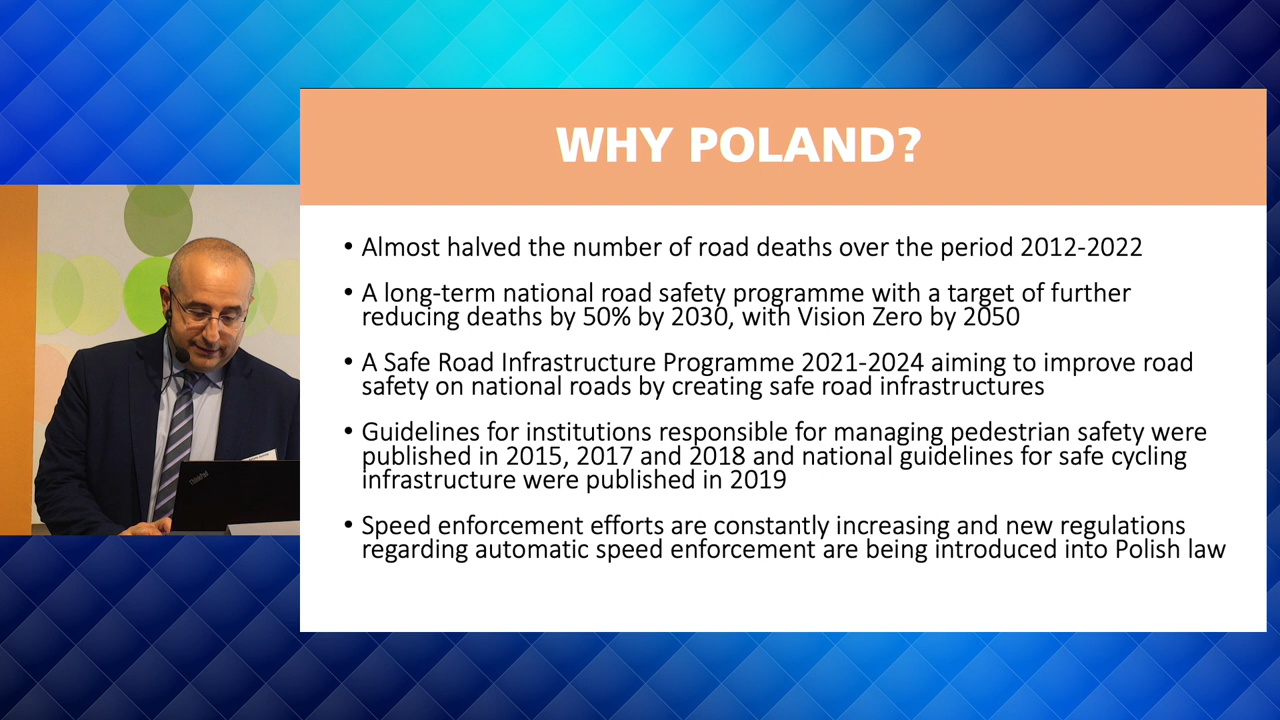 WHY POLAND?
• Almost halved the number of road deaths over the period 2012-2022
• A long-term national road safety programme with a target of further
reducing deaths by 50% by 2030, with Vision Zero by 2050
• A Safe Road Infrastructure Programme 2021-2024 aiming to improve road
safety on national roads by creating safe road infrastructures
• Guidelines for institutions responsible for managing pedestrian safety were
published in 2015, 2017 and 2018 and national guidelines for safe cycling
infrastructure were published in 2019
• Speed enforcement efforts are constantly increasing and new regulations
regarding automatic speed enforcement are being introduced into Polish law
ThinkPad